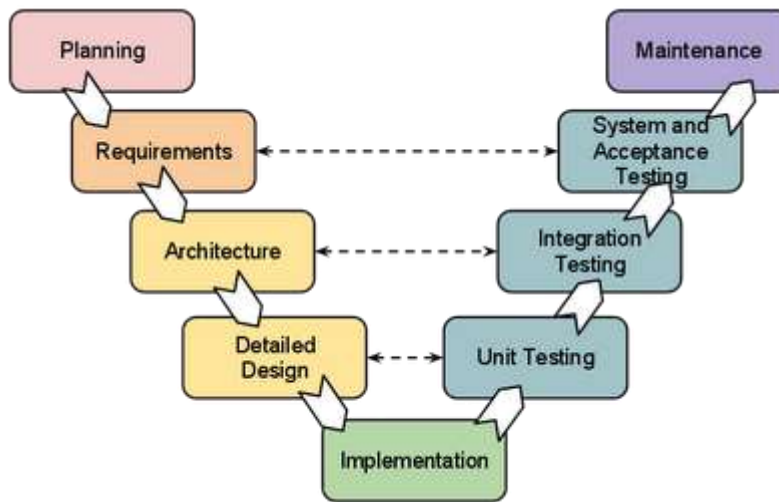 Planning
Maintenance
Requirements
System and
Acceptance
Testing
Architecture
Integration
Testing
Detailed
Design
Unit Testing
Implementation